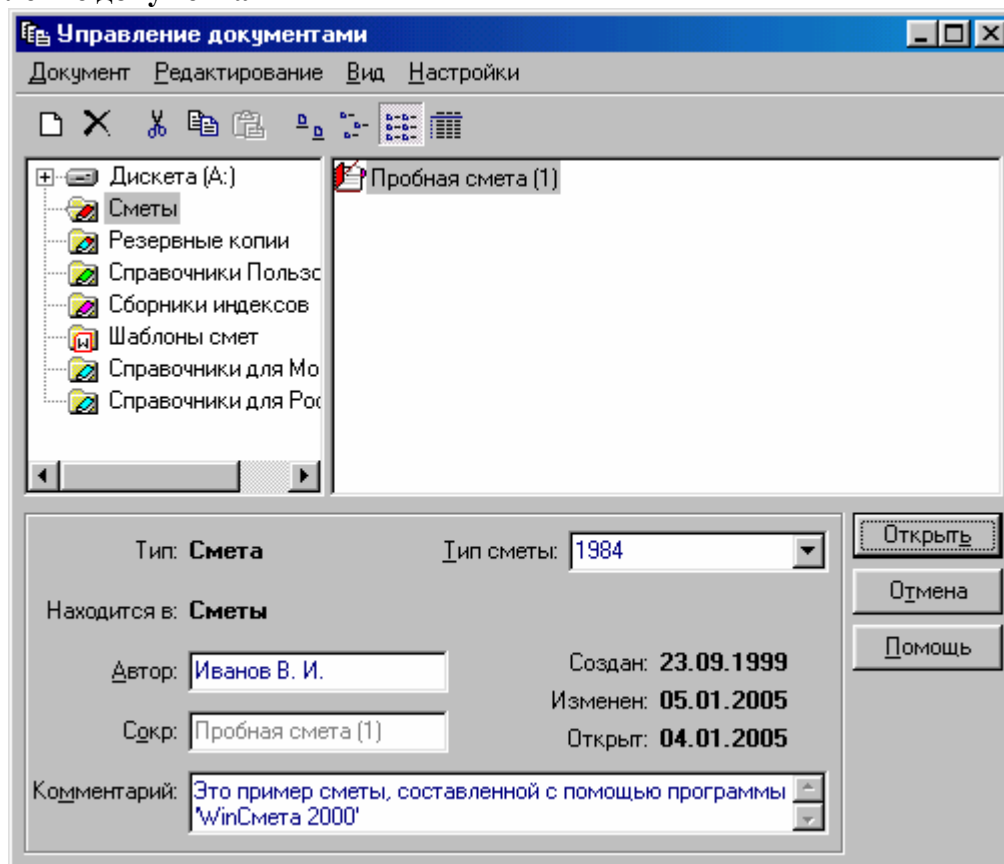 Управление документами
Документ Редактирование Вид Настройки
Дискета (A:)
Сметы
Резервные копии
Справочники Пользо
Сборники индексов
Шаблоны смет
Справочники для Мо
Справочники для Рос
Пробная смета (1)
Тип: Смета
Тип сметы: 1984
Находится в: Сметы
Автор: Иванов В. И.
Сокр: Пробная смета (1)
Создан: 23.09.1999
Изменен: 05.01.2005
Открыт: 04.01.2005
Комментарий: Это пример сметы, составленной с помощью программы
'WinСмета 2000'
Открыть
Отмена
Помощь